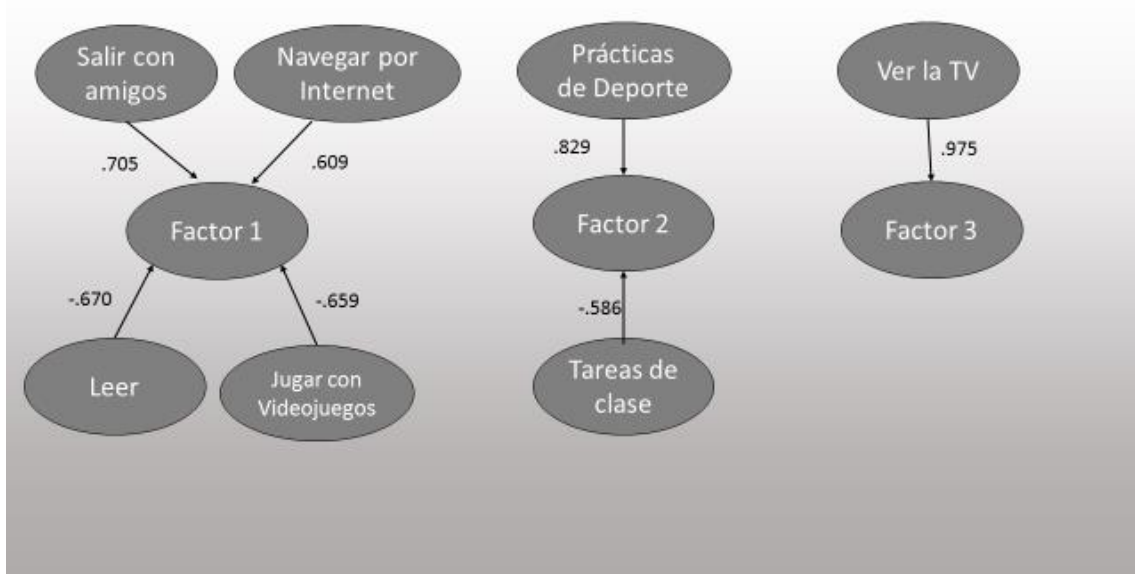 Salir con
amigos
Navegar por
Internet
Prácticas
de Deporte
Ver la TV
.705
.609
.829
.975
Factor 1
Factor 2
Factor 3
-.670
-.659
-.586
Leer
Jugar con
Videojuegos
Tareas de
clase